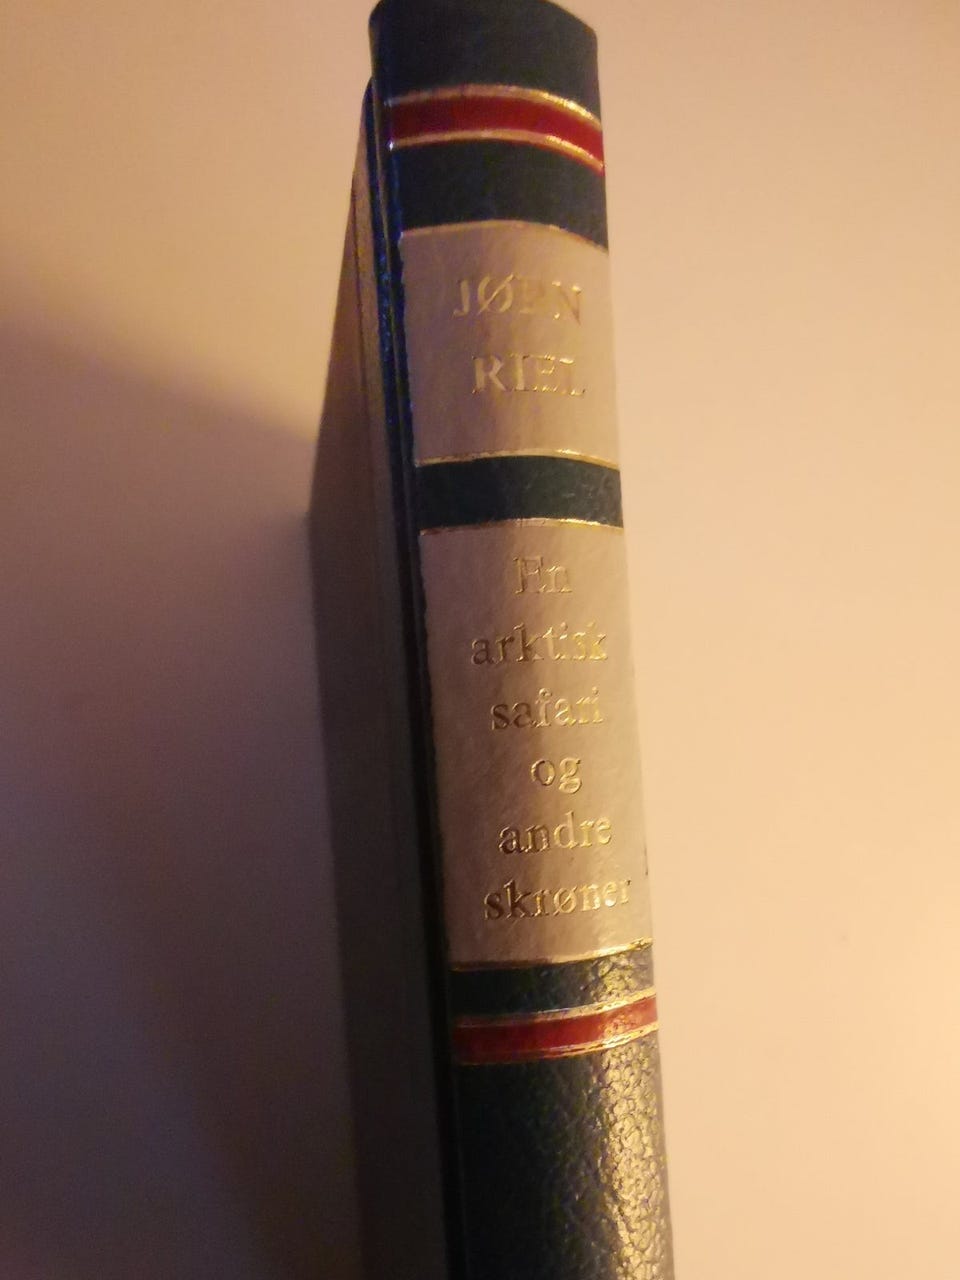 JØRN
RIEL
En
arktisk
safari
og
andre
skrøner